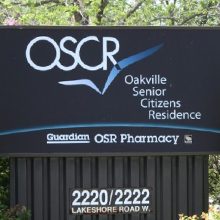 OSCR
Oakville
Senior
Citizens
Residence
Guardian OSR Pharmacy
2220/2222
LAKESHORE ROAD W.